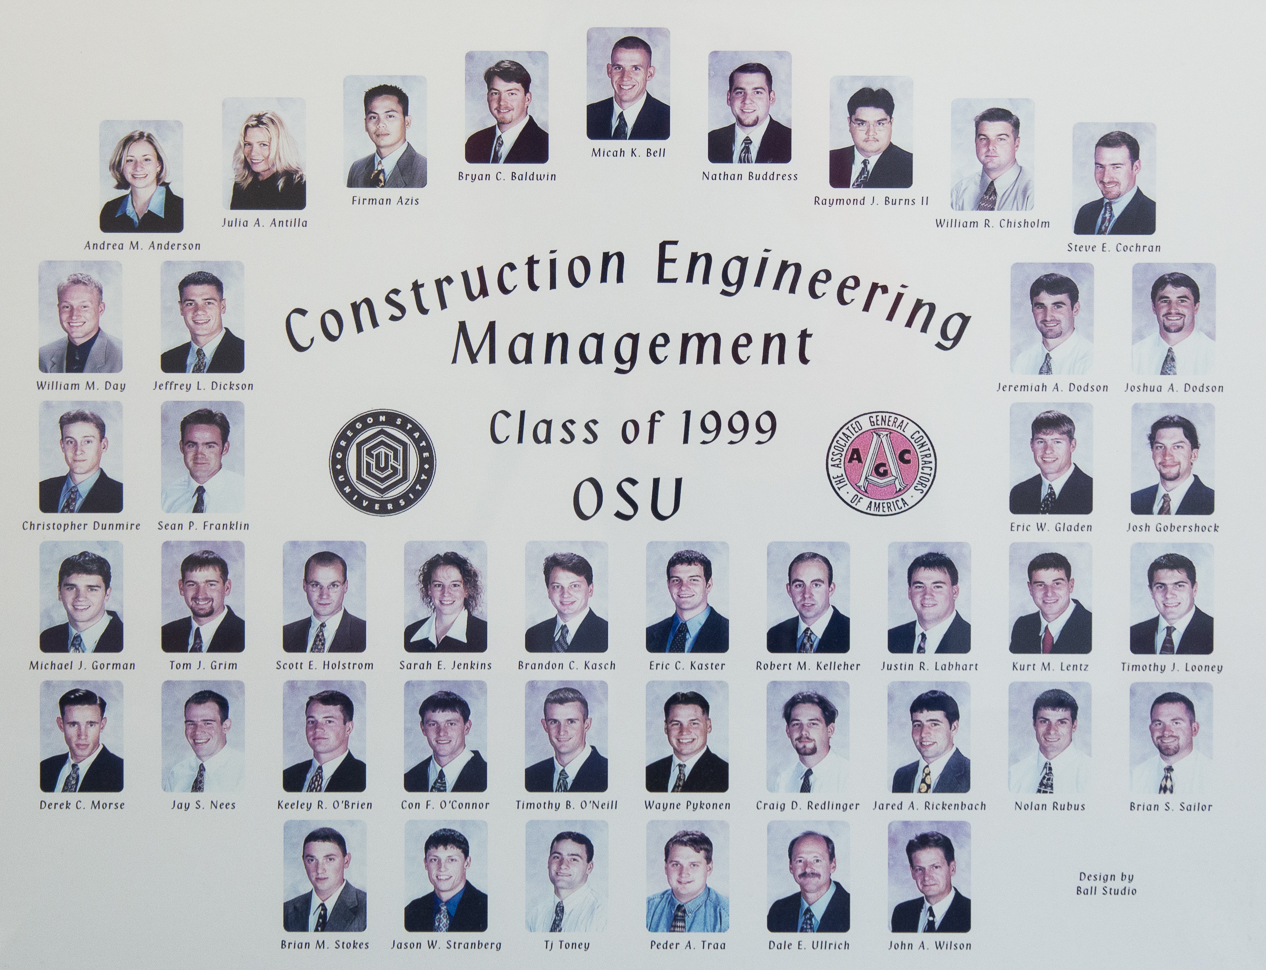 Micah K. Bell
Bryan C. Baldwin
Nathan Buddress
Firman Azis
Raymond J. Burns II
Julia A. Antilla
William R. Chisholm
Andrea M. Anderson
Steve E. Cochran
Construction Engineering
Management
William M. Day
Jeffrey L. Dickson
Jeremiah A. Dodson
Joshua A. Dodson
Class of 1999
OREGON STATE
UNIVERSITY
THE ASSOCIATED GENERAL CONTRACTORS
OF AMERICA
AGC
OSU
Christopher Dunmire
Sean P. Franklin
Eric W. Gladen
Josh Gobershock
Michael J. Gorman
Tom J. Grim
Scott E. Holstrom
Sarah E. Jenkins
Brandon C. Kasch
Eric C. Kaster
Robert M. Kelleher
Justin R. Labhart
Kurt M. Lentz
Timothy J. Looney
Derek C. Morse
Jay S. Nees
Keeley R. O'Brien
Con F. O'Connor
Timothy B. O'Neill
Wayne Pykonen
Craig D. Redlinger
Jared A. Rickenbach
Nolan Rubus
Brian S. Sailor
Brian M. Stokes
Jason W. Stranberg
Tj Toney
Peder A. Traa
Dale E. Ullrich
John A. Wilson
Design by
Ball Studio